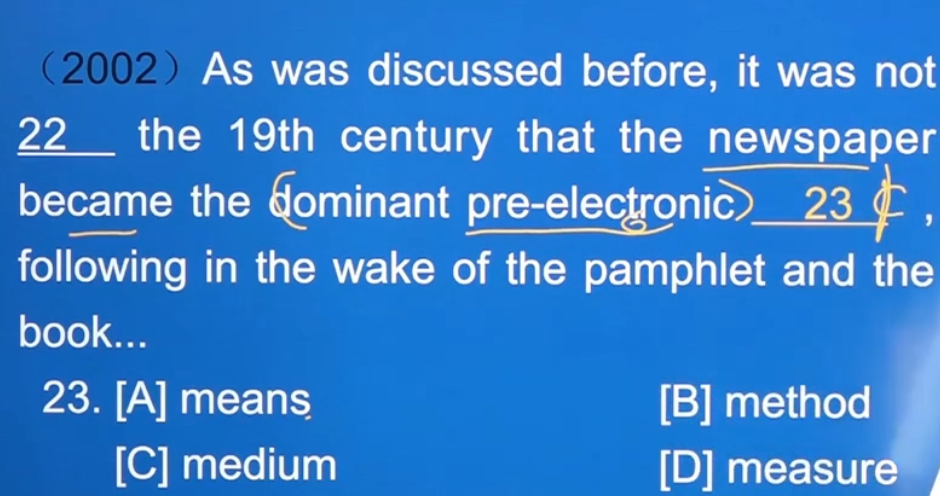 （2002）As was discussed before, it was not
22 the 19th century that the newspaper
became the dominant pre-electronic 23 ,
following in the wake of the pamphlet and the
book...
23. [A] means [B] method
[C] medium [D] measure